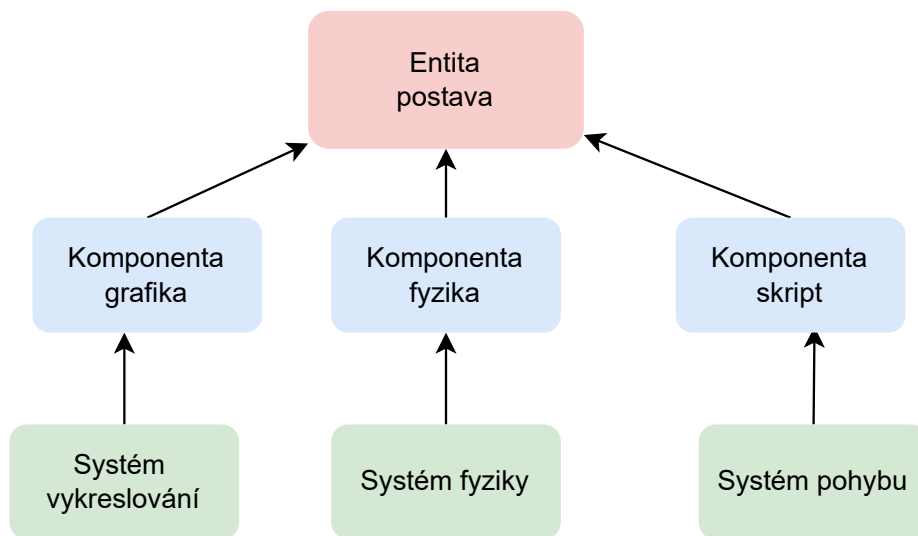 Entita
postava
Komponenta
grafika
Komponenta
fyzika
Komponenta
skript
Systém
vykreslování
Systém fyziky
Systém pohybu